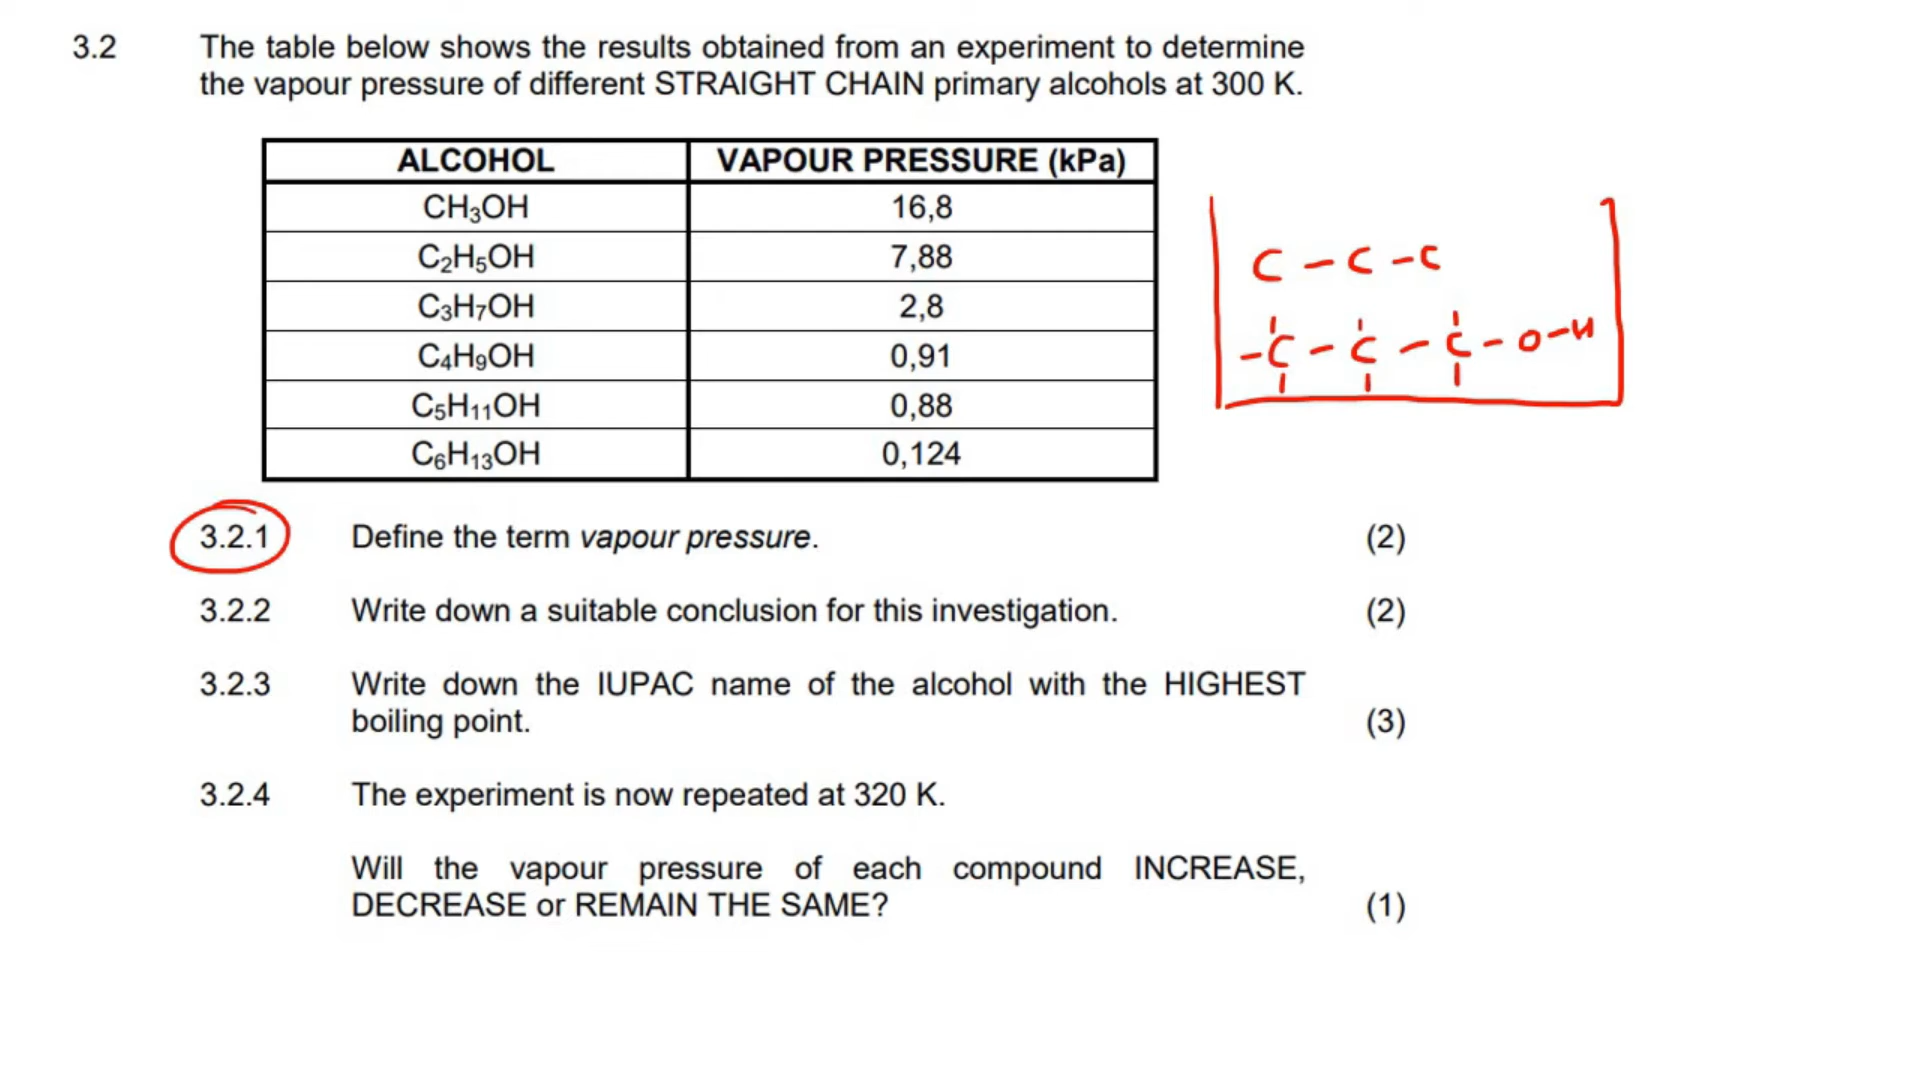 3.2 The table below shows the results obtained from an experiment to determine
the vapour pressure of different STRAIGHT CHAIN primary alcohols at 300 K.
ALCOHOL VAPOUR PRESSURE (kPa)
CH₃OH 16,8
C₂H₅OH 7,88
C₃H₇OH 2,8
C₄H₉OH 0,91
C₅H₁₁OH 0,88
C₆H₁₃OH 0,124
C - C - C
- C - C - C - O - H
3.2.1 Define the term vapour pressure. (2)
3.2.2 Write down a suitable conclusion for this investigation. (2)
3.2.3 Write down the IUPAC name of the alcohol with the HIGHEST
boiling point. (3)
3.2.4 The experiment is now repeated at 320 K.
Will the vapour pressure of each compound INCREASE,
DECREASE or REMAIN THE SAME? (1)